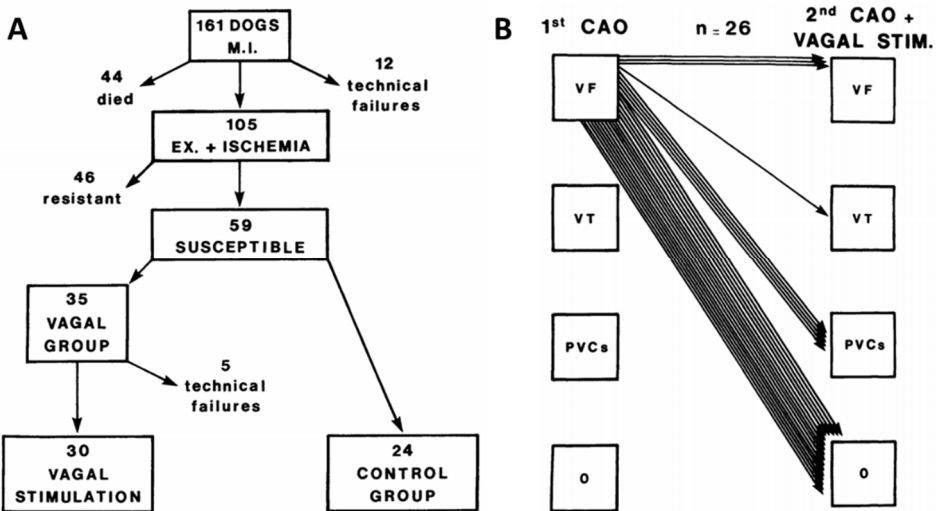 A
161 DOGS
M.I.
44
died
12
technical
failures
105
EX. + ISCHEMIA
46
resistant
59
SUSCEPTIBLE
35
VAGAL
GROUP
5
technical
failures
30
VAGAL
STIMULATION
24
CONTROL
GROUP
B
1st CAO
n = 26
2nd CAO +
VAGAL STIM.
VF
VF
VT
VT
PVCs
PVCs
O
O